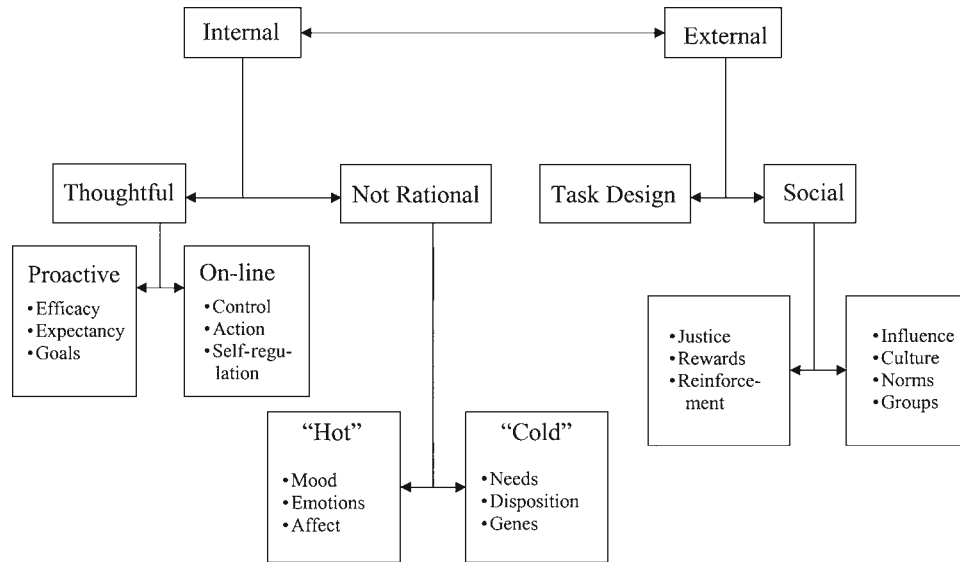 Internal
External
Thoughtful
Not Rational
Task Design
Social
Proactive
•Efficacy
•Expectancy
•Goals
On-line
•Control
•Action
•Self-regu-
lation
•Justice
•Rewards
•Reinforce-
ment
•Influence
•Culture
•Norms
•Groups
“Hot”
•Mood
•Emotions
•Affect
“Cold”
•Needs
•Disposition
•Genes